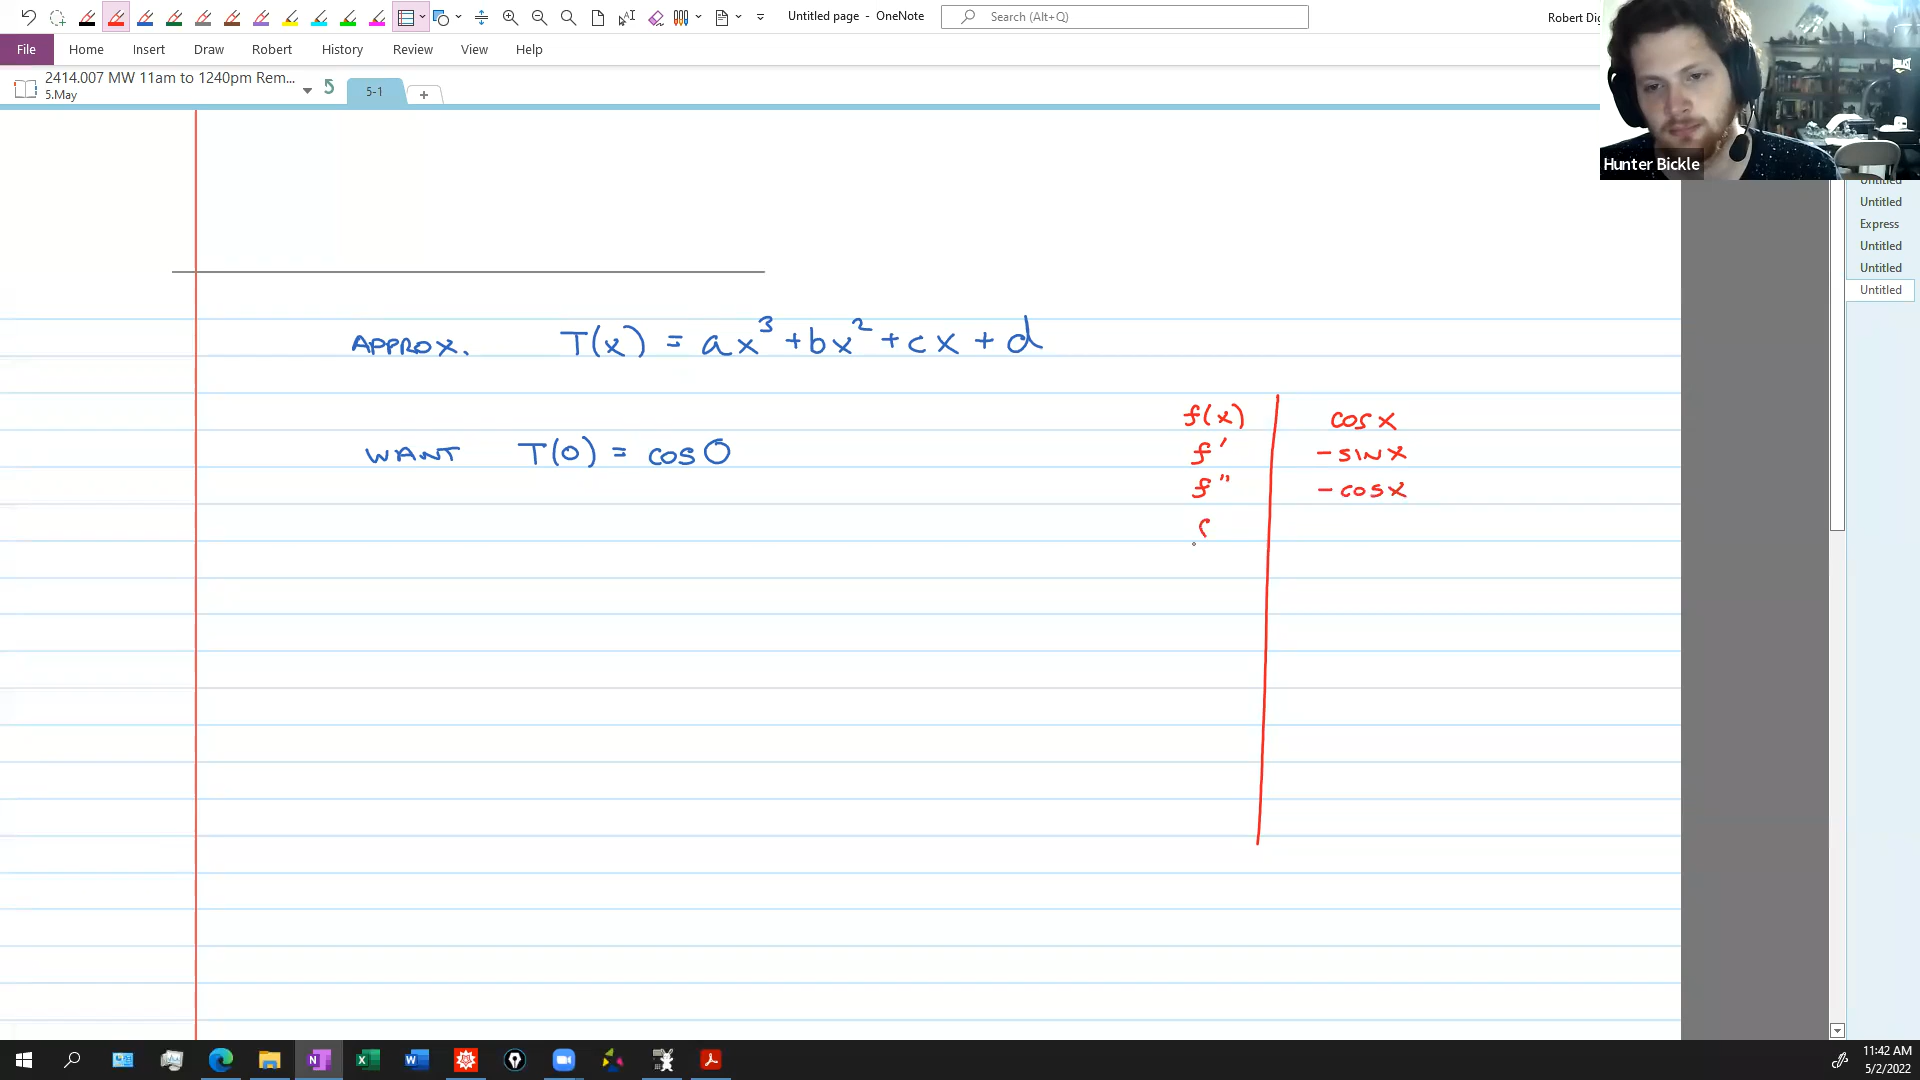 Untitled page - OneNote
Search (Alt+Q)
Robert Dig
File Home Insert Draw Robert History Review View Help
2414.007 MW 11am to 1240pm Rem...
5.May
5-1
Hunter Bickle
Untitled
Untitled
Express
Untitled
Untitled
Untitled
APPROX. T(x) = ax³ + bx² + cx + d
WANT T(0) = cos 0
f(x) cos x
f' - sin x
f" - cos x
11:42 AM
5/2/2022